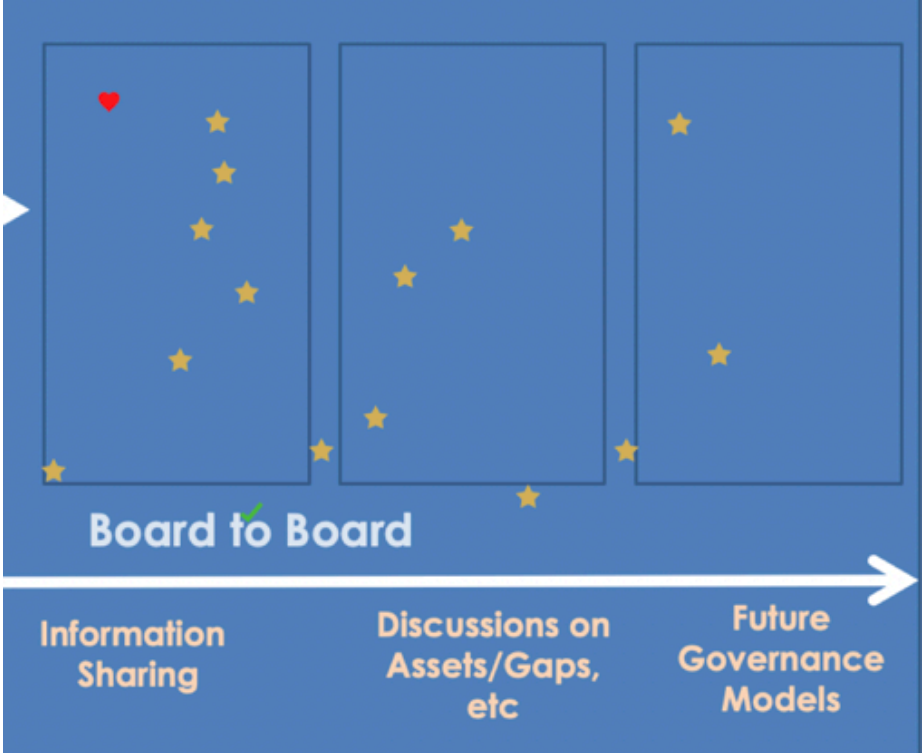 Board to Board
Information
Sharing
Discussions on
Assets/Gaps,
etc
Future
Governance
Models